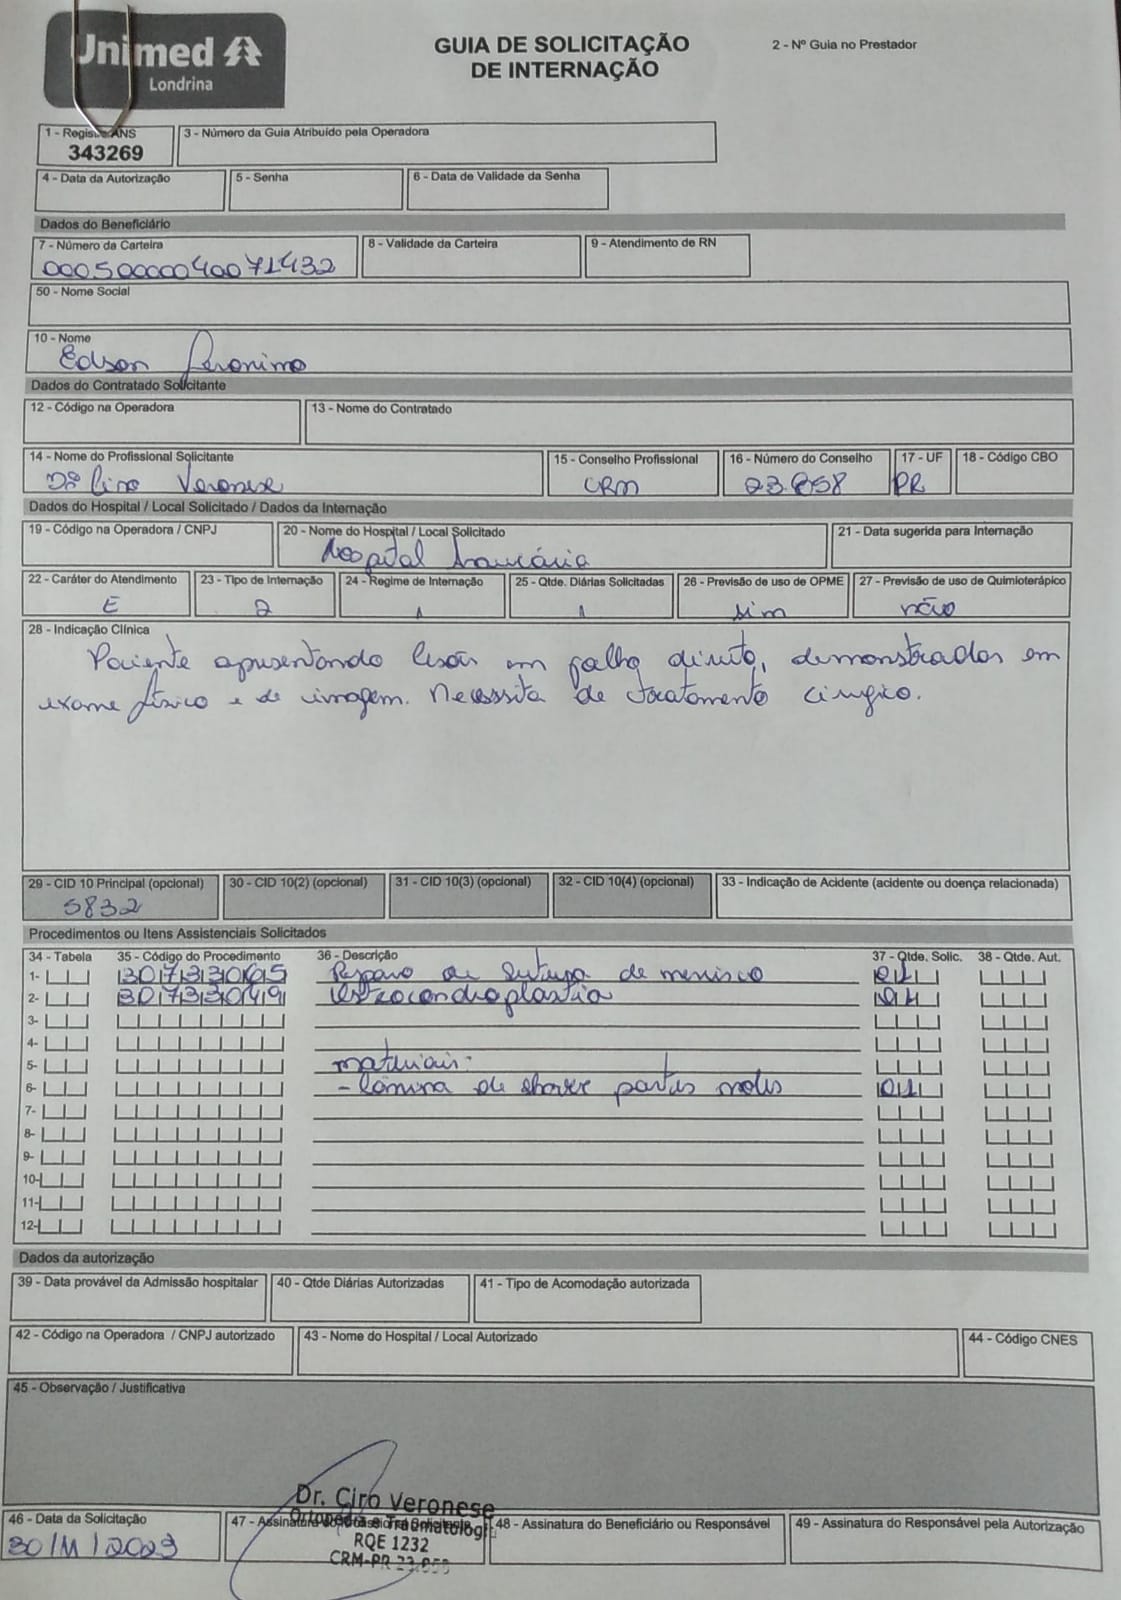 Unimed
Londrina
GUIA DE SOLICITAÇÃO
DE INTERNAÇÃO
2 - Nº Guia no Prestador
1 - Registro ANS
343269
3 - Número da Guia Atribuído pela Operadora
4 - Data da Autorização
5 - Senha
6 - Data de Validade da Senha
Dados do Beneficiário
7 - Número da Carteira
00050000040071432
8 - Validade da Carteira
9 - Atendimento de RN
50 - Nome Social
10 - Nome
Edson Jeronimo
Dados do Contratado Solicitante
12 - Código na Operadora
13 - Nome do Contratado
14 - Nome do Profissional Solicitante
Drº Ciro Veronese
15 - Conselho Profissional
CRM
16 - Número do Conselho
23.858
17 - UF
PR
18 - Código CBO
Dados do Hospital / Local Solicitado / Dados da Internação
19 - Código na Operadora / CNPJ
20 - Nome do Hospital / Local Solicitado
Hospital Araucária
21 - Data sugerida para Internação
22 - Caráter do Atendimento
E
23 - Tipo de Internação
2
24 - Regime de Internação
1
25 - Qtde. Diárias Solicitadas
1
26 - Previsão de uso de OPME
sim
27 - Previsão de uso de Quimioterápico
não
28 - Indicação Clínica
Paciente apresentando lesão em joelho direito, demonstrados em
exame físico e de imagem. Necessita de tratamento cirúgico.
29 - CID 10 Principal (opcional)
S832
30 - CID 10(2) (opcional)
31 - CID 10(3) (opcional)
32 - CID 10(4) (opcional)
33 - Indicação de Acidente (acidente ou doença relacionada)
Procedimentos ou Itens Assistenciais Solicitados
34 - Tabela 35 - Código do Procedimento 36 - Descrição 37 - Qtde. Solic. 38 - Qtde. Aut.
1- 30733065 Reparo ou sutura de menisco 01
2- 30733049 Osteocondroplastia 01
3-
4-
5- materiais:
6- - lâmina de shaver partes moles 01
7-
8-
9-
10-
11-
12-
Dados da autorização
39 - Data provável da Admissão hospitalar
40 - Qtde Diárias Autorizadas
41 - Tipo de Acomodação autorizada
42 - Código na Operadora / CNPJ autorizado
43 - Nome do Hospital / Local Autorizado
44 - Código CNES
45 - Observação / Justificativa
Dr. Ciro Veronese
Ortopedia e Traumatologi
RQE 1232
CRM-PR 23.858
46 - Data da Solicitação
30/11/2023
47 - Assinatura do Profissional Solicitante
48 - Assinatura do Beneficiário ou Responsável
49 - Assinatura do Responsável pela Autorização